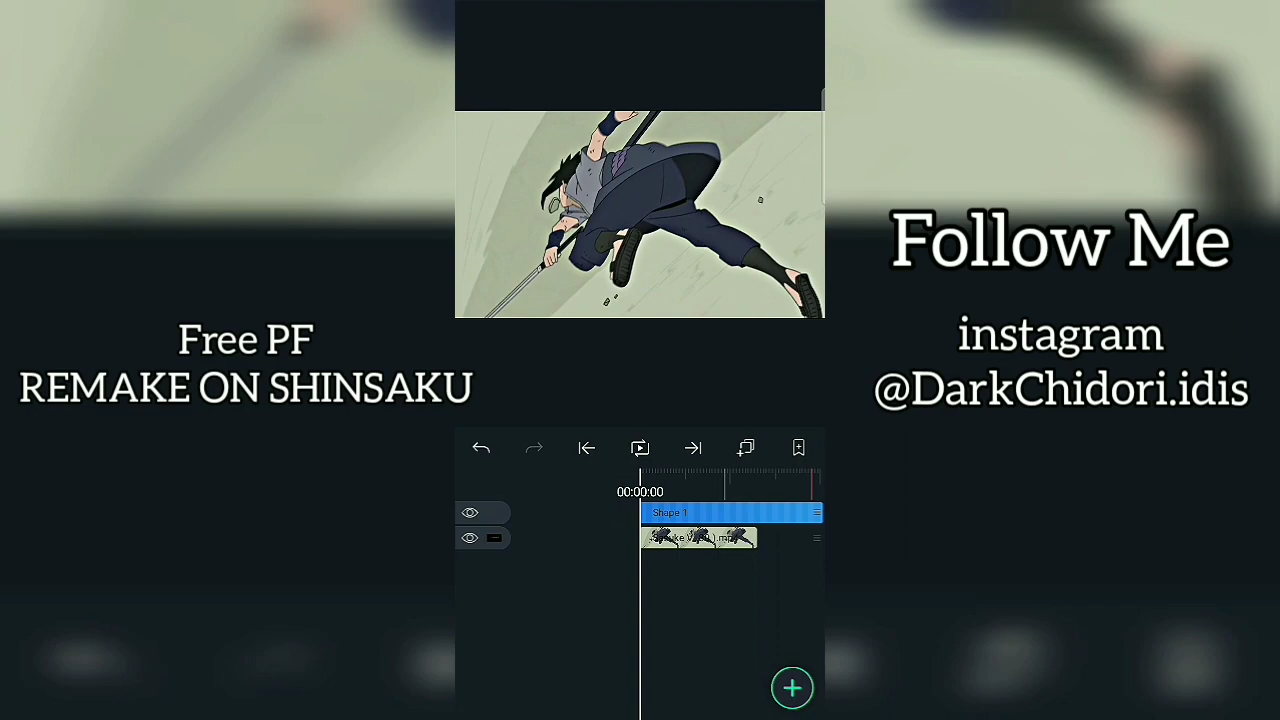 Follow Me
Free PF
REMAKE ON SHINSAKU
instagram
@DarkChidori.idis
00:00:00
Shape 1